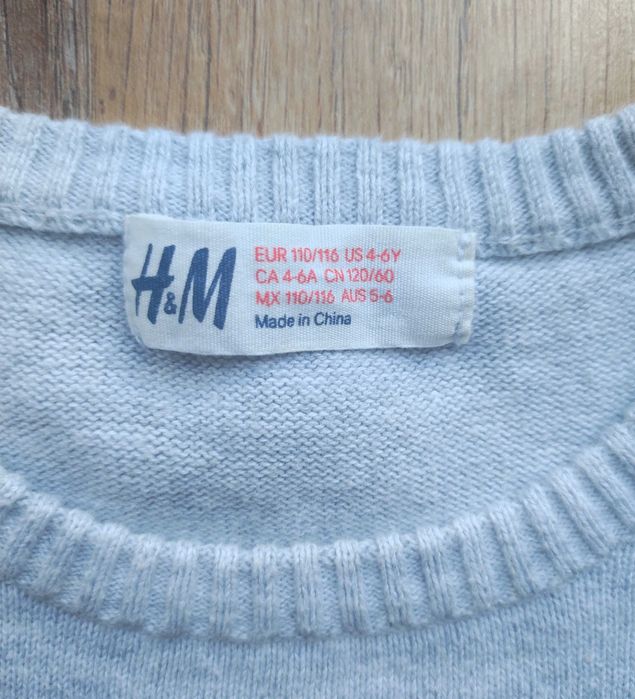 H&M
EUR 110/116 US 4-6Y
CA 4-6A CN 120/60
MX 110/116 AUS 5-6
Made in China